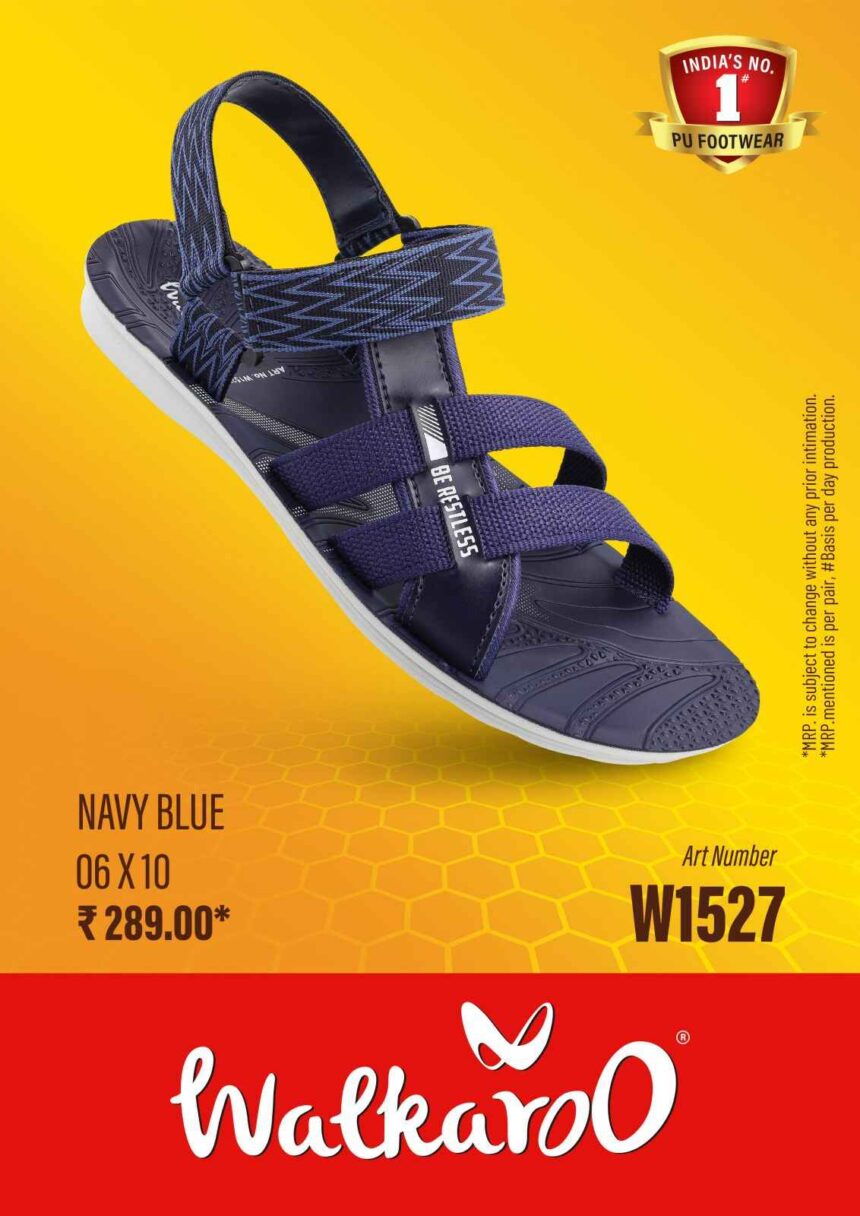 INDIA'S NO.
1#
PU FOOTWEAR
BE RESTLESS
*MRP. is subject to change without any prior intimation.
*MRP.mentioned is per pair, #Basis per day production.
NAVY BLUE
06 X 10
₹ 289.00*
Art Number
W1527
Walkaroo®